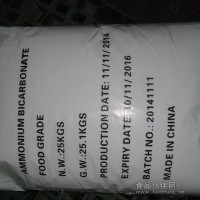 AMMONIUM BICARBONATE
FOOD GRADE
N.W.:25KGS
G.W.:25.1KGS
PRODUCTION DATE: 11/11/ 2014
EXPIRY DATE: 10/11/ 2016
BATCH NO.: 20141111
MADE IN CHINA